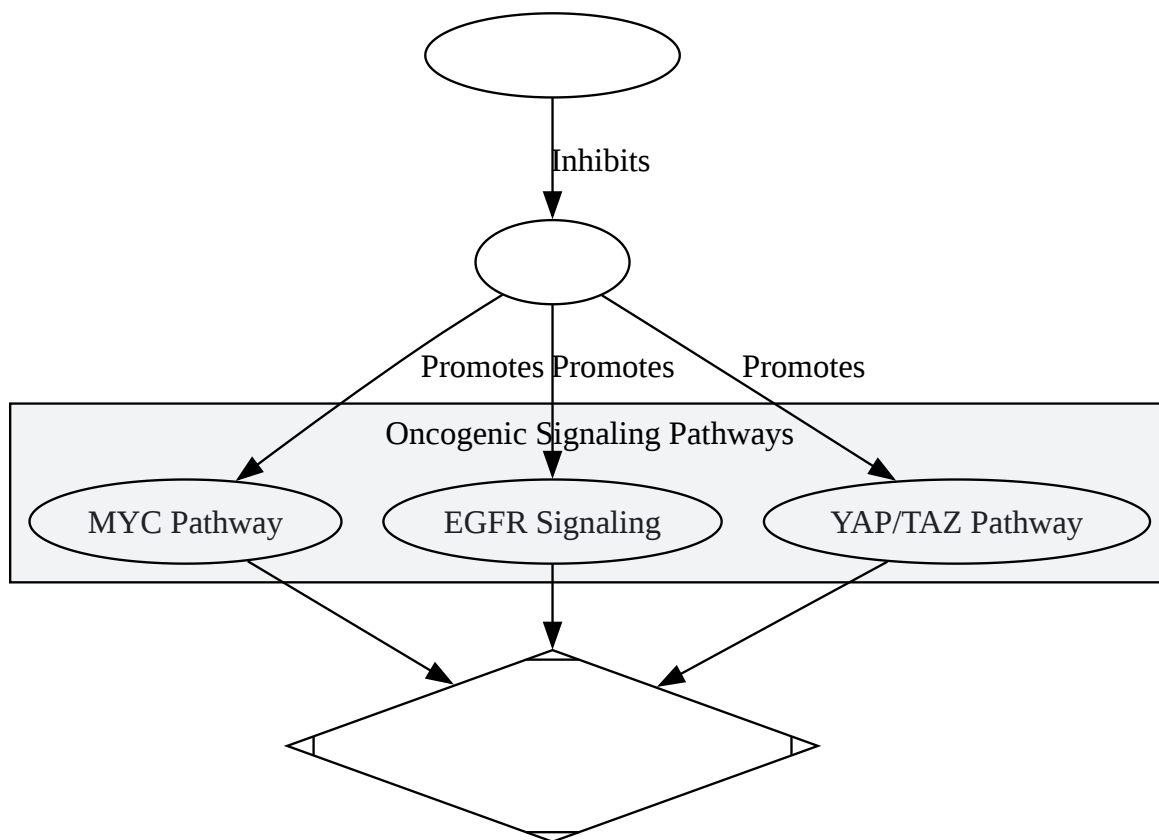 Inhibits
Promotes
Promotes
Promotes
Oncogenic Signaling Pathways
MYC Pathway
EGFR Signaling
YAP/TAZ Pathway